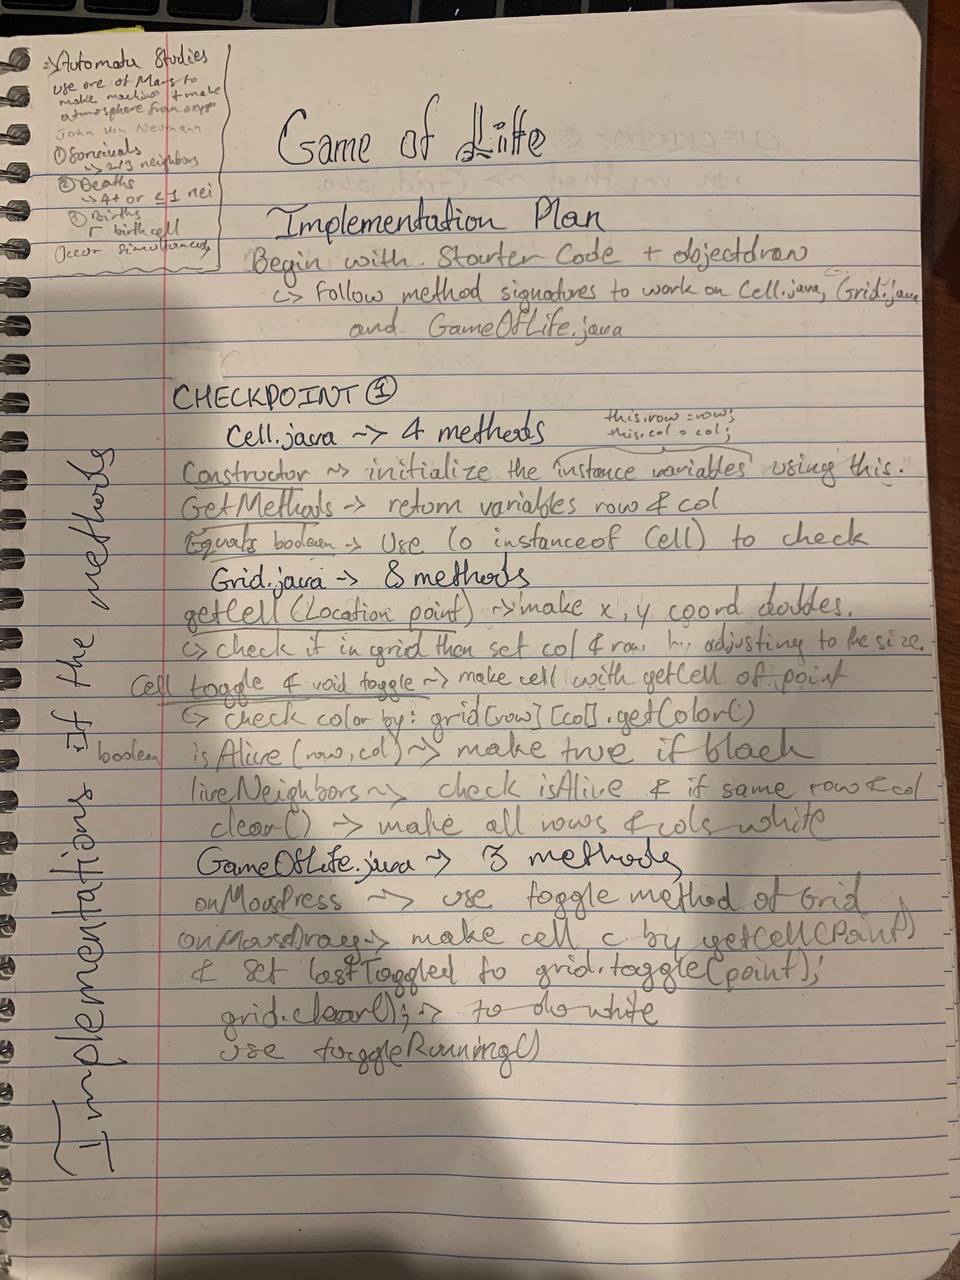 ⇒ Automata Studies
use ore of Mars to
make machines + make
atmosphere from oxygen
John Von Neumann
① Survivals
↳ 2/3 neighbors
② Deaths
↳ 4+ or ≤ 1 nei
③ Births
birth cell
Occur simultaneously
Game of Life
Implementation Plan
Begin with Starter Code + objectdraw
↳ Follow method signatures to work on Cell.java, Grid.java
and GameOfLife.java
CHECKPOINT ①
Cell.java ~> 4 methods
this.row = row;
this.col = col;
Constructor ~> initialize the instance variables using this.
GetMethods ~> return variables row & col
Equals boolean ~> Use (o instanceof Cell) to check
Grid.java ~> 8 methods
getCell (Location point) ~> make x, y coord doubles.
↳ check if in grid then set col & row by adjusting to the size.
Cell toggle & void toggle ~> make cell with getCell of point
↳ check color by: grid[row][col].getColor()
boolean isAlive (row, col) ~> make true if black
liveNeighbors ~> check isAlive & if same row & col
clear() ~> make all rows & cols white
GameOfLife.java ~> 3 methods
onMousPress ~> use toggle method of Grid
onMouseDrag ~> make cell c by getCell(Point)
& set lastToggled to grid.toggle(point);
grid.clear(); ~> to do white
use toggleRunning()
Implementations If the methods